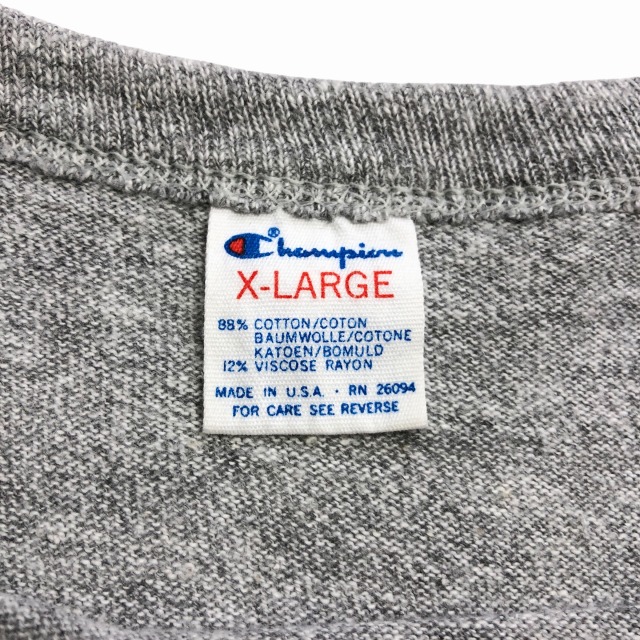 Champion®
X-LARGE
88% COTTON/COTON
BAUMWOLLE/COTONE
KATOEN/BOMULD
12% VISCOSE RAYON
MADE IN U.S.A. · RN 26094
FOR CARE SEE REVERSE